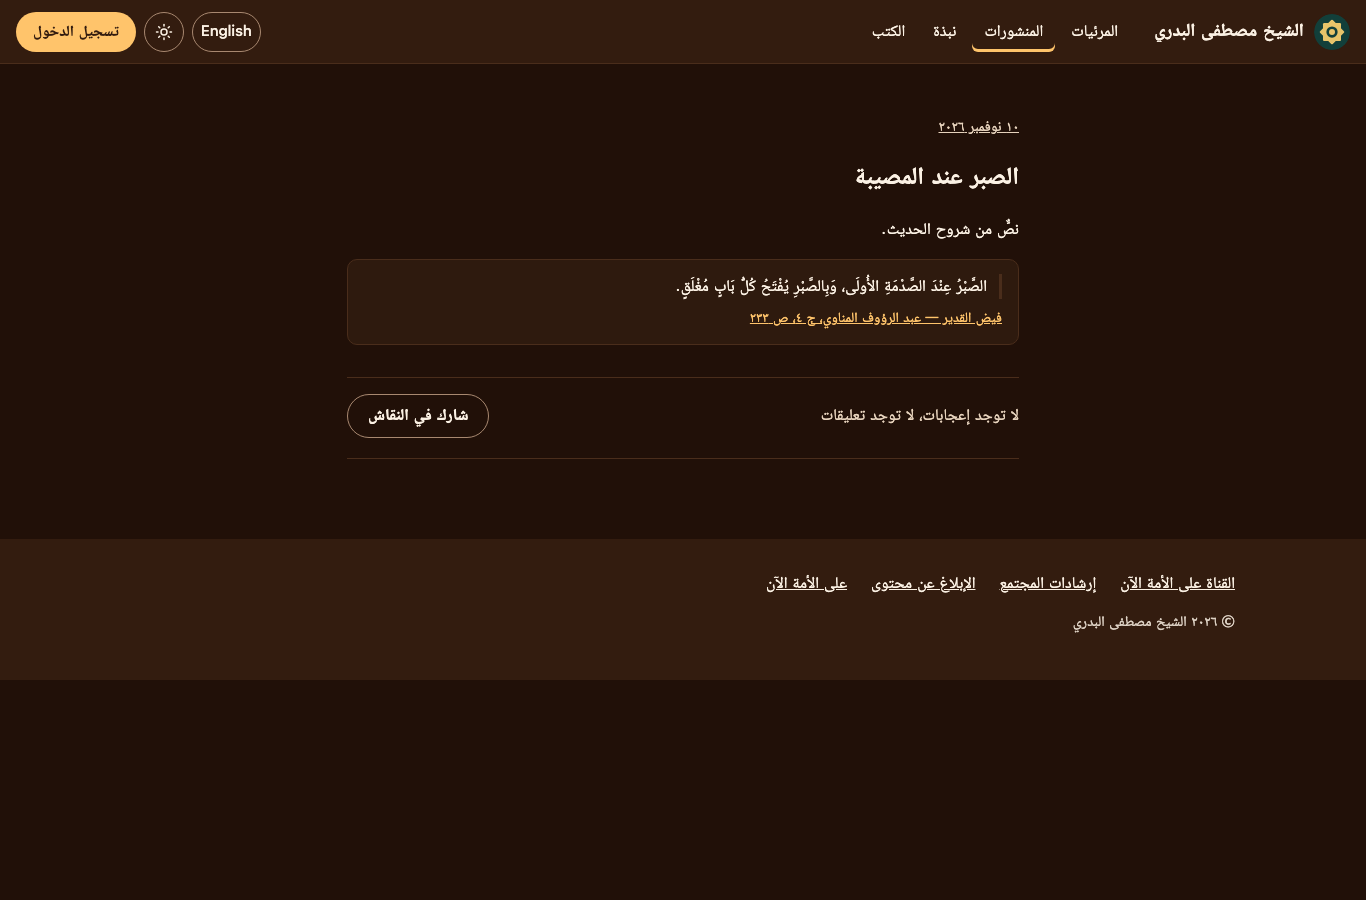 الشيخ مصطفى البدري
المرئيات
المنشورات
نبذة
الكتب
English
تسجيل الدخول
١٠ نوفمبر ٢٠٢٦
الصبر عند المصيبة
نصٌّ من شروح الحديث.
الصَّبْرُ عِنْدَ الصَّدْمَةِ الأُولَى، وَبِالصَّبْرِ يُفْتَحُ كُلُّ بَابٍ مُغْلَقٍ.
فيض القدير — عبد الرؤوف المناوي، ج ٤، ص ٢٣٣
لا توجد إعجابات، لا توجد تعليقات
شارك في النقاش
القناة على الأمة الآن
إرشادات المجتمع
الإبلاغ عن محتوى
على الأمة الآن
© ٢٠٢٦ الشيخ مصطفى البدري